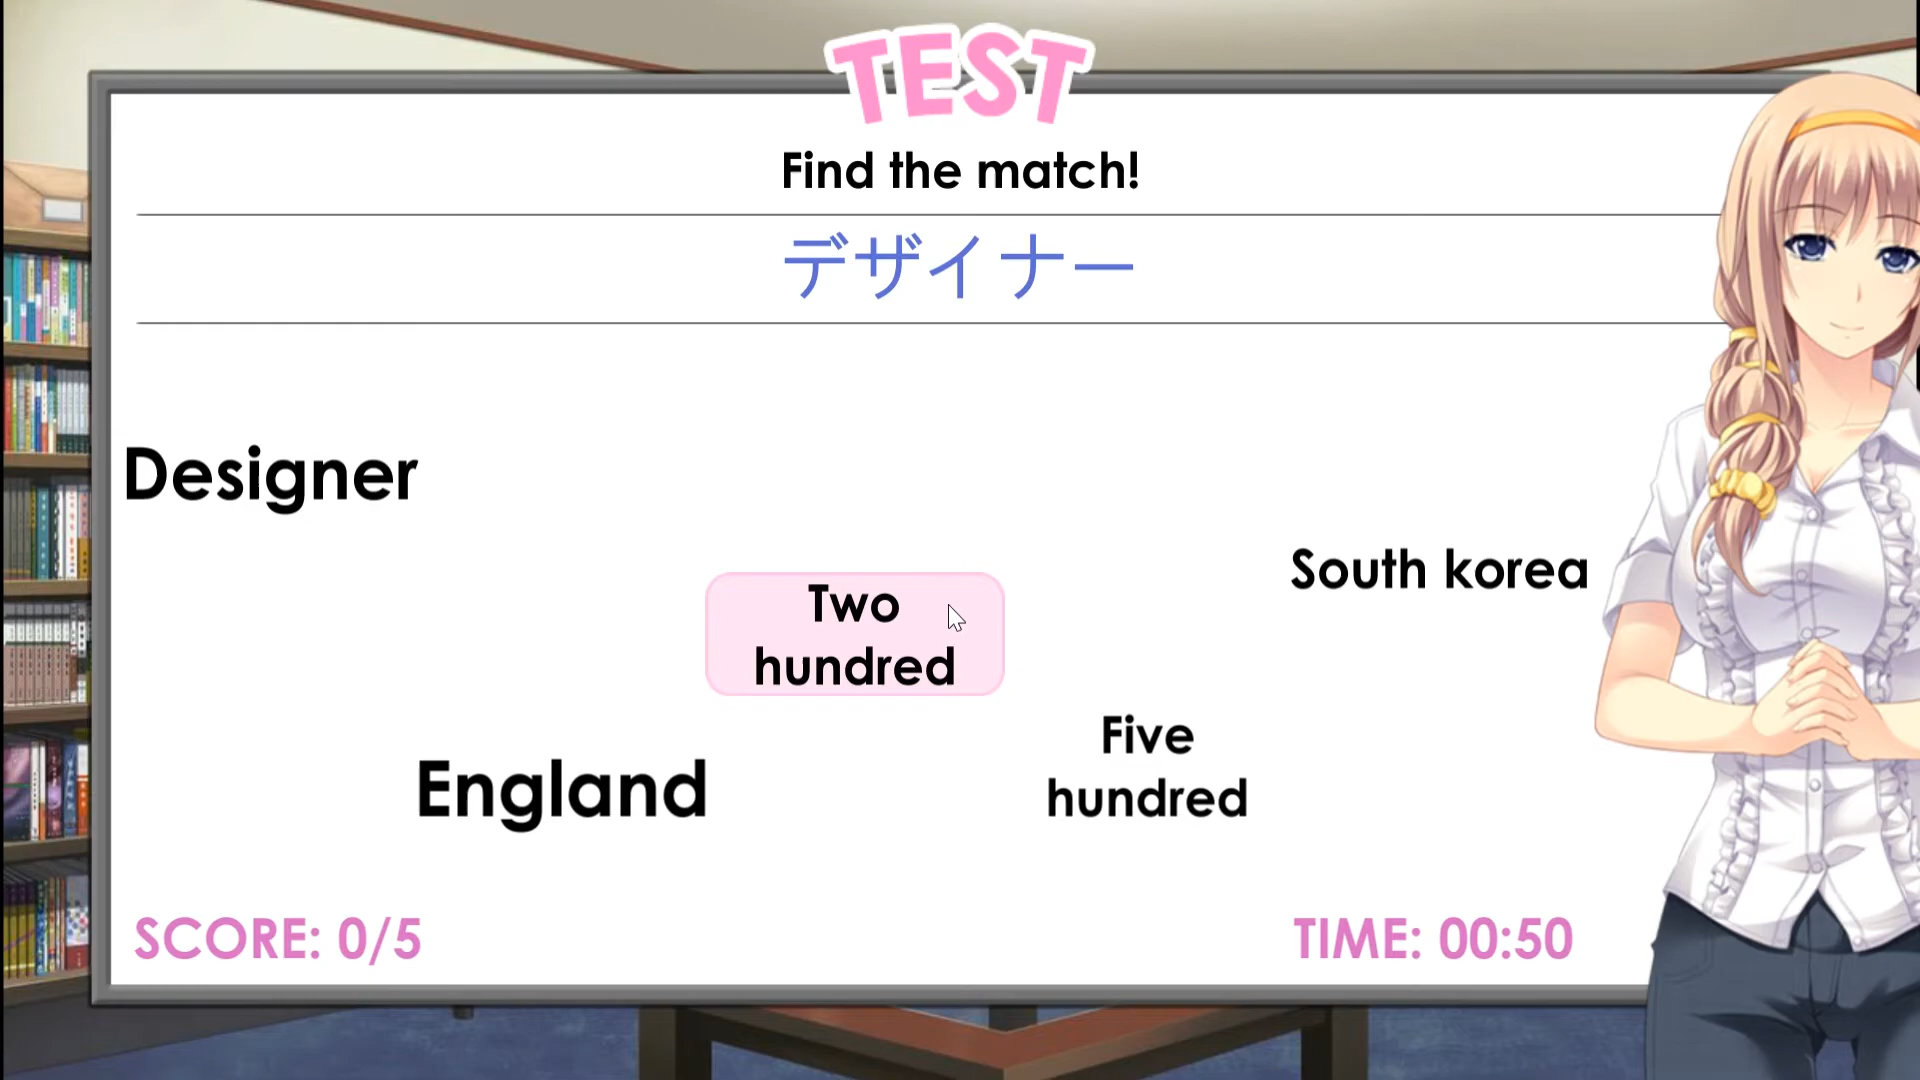 TEST
Find the match!
デザイナー
Designer
South korea
Two
hundred
Five
hundred
England
SCORE: 0/5
TIME: 00:50